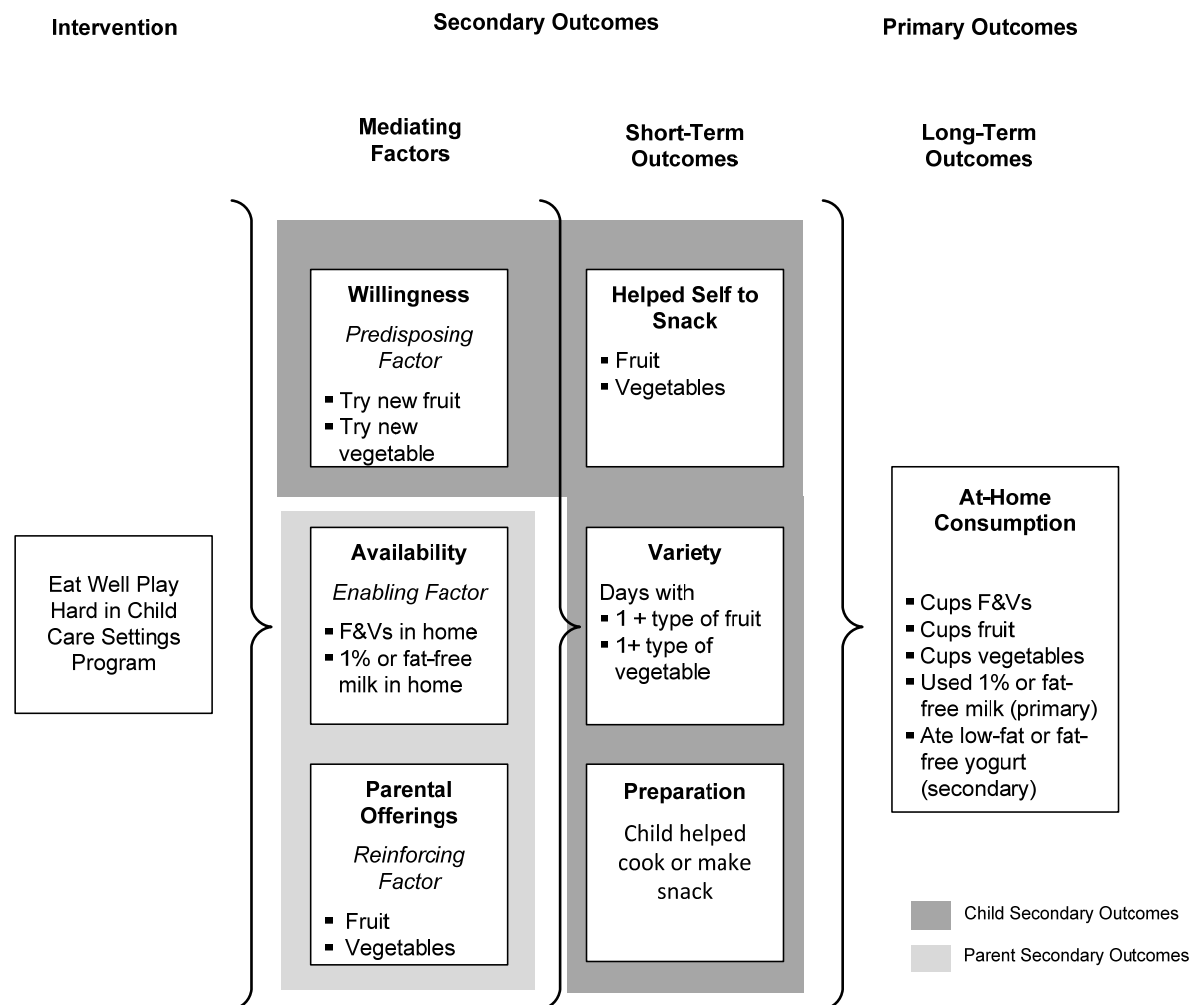 Intervention
Secondary Outcomes
Primary Outcomes
Mediating
Factors
Short-Term
Outcomes
Long-Term
Outcomes
Eat Well Play
Hard in Child
Care Settings
Program
Willingness
Predisposing
Factor
▪ Try new fruit
▪ Try new
vegetable
Availability
Enabling Factor
▪ F&Vs in home
▪ 1% or fat-free
milk in home
Parental
Offerings
Reinforcing
Factor
▪ Fruit
▪ Vegetables
Helped Self to
Snack
▪ Fruit
▪ Vegetables
Variety
Days with
▪ 1 + type of fruit
▪ 1+ type of
vegetable
Preparation
Child helped
cook or make
snack
At-Home
Consumption
▪ Cups F&Vs
▪ Cups fruit
▪ Cups vegetables
▪ Used 1% or fat-
free milk (primary)
▪ Ate low-fat or fat-
free yogurt
(secondary)
Child Secondary Outcomes
Parent Secondary Outcomes